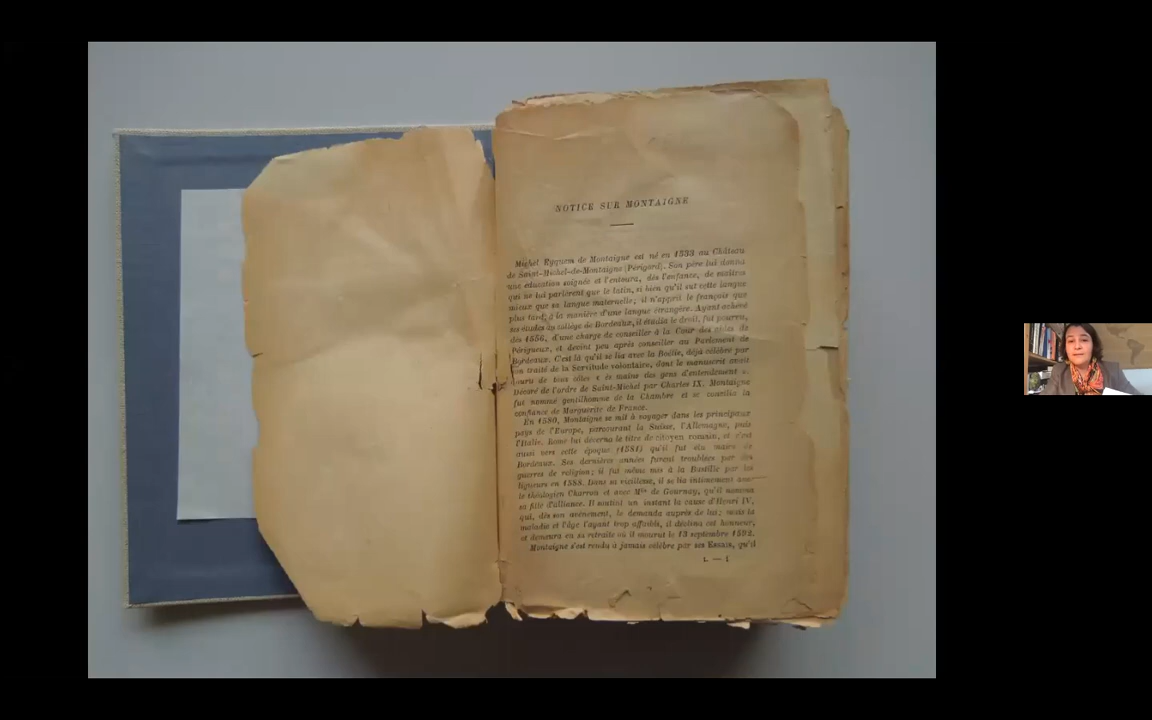 NOTICE SUR MONTAIGNE
Michel Eyquem de Montaigne est né en 1533 au Château
de Saint-Michel-de-Montaigne (Périgord). Son père lui donna
une éducation soignée et l'entoura, dès l'enfance, de maîtres
qui ne lui parlèrent que le latin, si bien qu'il sut cette langue
mieux que sa langue maternelle; il n'apprit le français que
plus tard, à la manière d'une langue étrangère. Ayant achevé
ses études au collège de Bordeaux, il étudia le droit, fut pourvu,
dès 1556, d'une charge de conseiller à la Cour des aides de
Périgueux, et devint peu après conseiller au Parlement de
Bordeaux. C'est là qu'il se lia avec la Boëtie, déjà célèbre par
son traité de la Servitude volontaire, dont le manuscrit avait
couru de tous côtés « ès mains des gens d'entendement ».
Décoré de l'ordre de Saint-Michel par Charles IX, Montaigne
fut nommé gentilhomme de la Chambre et se concilia la
confiance de Marguerite de France.
En 1580, Montaigne se mit à voyager dans les principaux
pays de l'Europe, parcourant la Suisse, l'Allemagne, puis
l'Italie. Rome lui décerna le titre de citoyen romain, et c'est
aussi vers cette époque (1581) qu'il fut élu maire de
Bordeaux. Ses dernières années furent troublées par les
guerres de religion; il fut même mis à la Bastille par les
ligueurs en 1588. Dans sa vieillesse, il se lia intimement avec
le théologien Charron et avec Mlle de Gournay, qu'il nomma
sa fille d'alliance. Il soutint un instant la cause d'Henri IV,
qui, dès son avènement, le demanda auprès de lui; mais la
maladie et l'âge l'ayant trop affaibli, il déclina cet honneur,
et demeura en sa retraite où il mourut le 13 septembre 1592.
Montaigne s'est rendu à jamais célèbre par ses Essais, qu'il
I. — 1